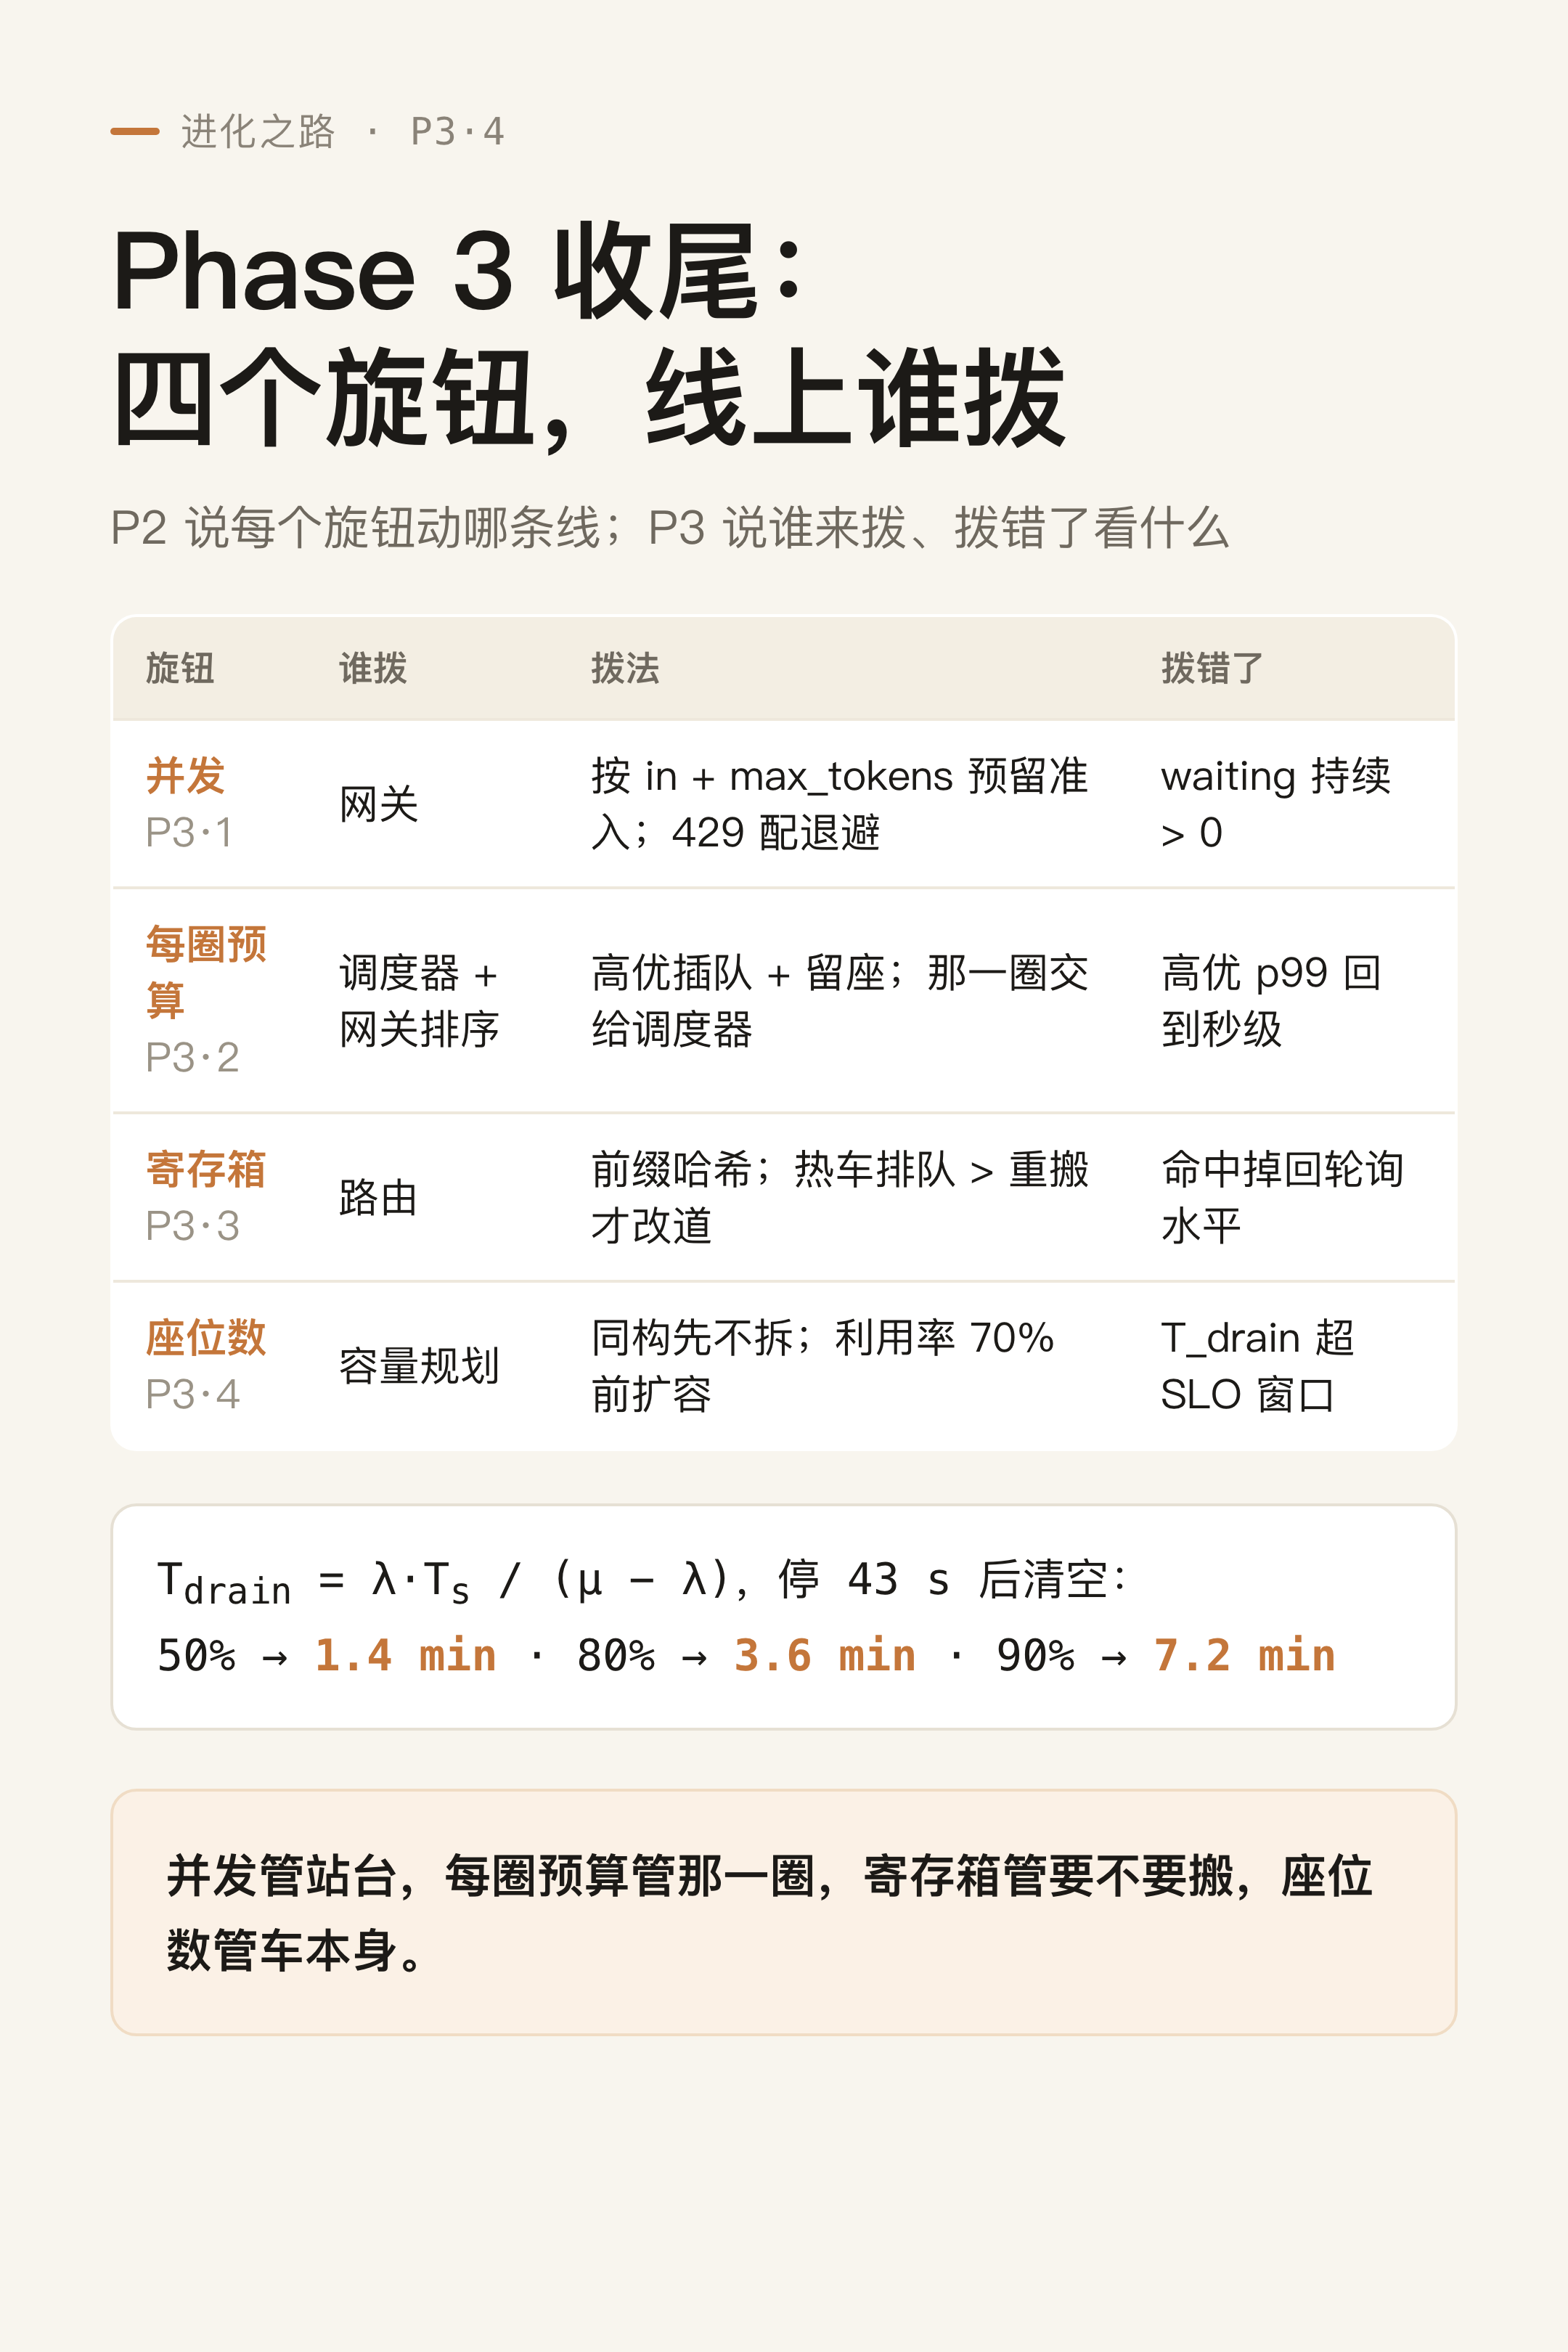 进化之路 · P3·4
Phase 3 收尾：
四个旋钮，线上谁拨
P2 说每个旋钮动哪条线；P3 说谁来拨、拨错了看什么
旋钮 谁拨 拨法 拨错了
并发
P3·1
网关
按 in + max_tokens 预留准
入；429 配退避
waiting 持续
> 0
每圈预
算
P3·2
调度器 +
网关排序
高优插队 + 留座；那一圈交
给调度器
高优 p99 回
到秒级
寄存箱
P3·3
路由
前缀哈希；热车排队 > 重搬
才改道
命中掉回轮询
水平
座位数
P3·4
容量规划
同构先不拆；利用率 70%
前扩容
T_drain 超
SLO 窗口
Tdrain = λ·Ts / (μ − λ)，停 43 s 后清空：
50% → 1.4 min · 80% → 3.6 min · 90% → 7.2 min
并发管站台，每圈预算管那一圈，寄存箱管要不要搬，座位
数管车本身。